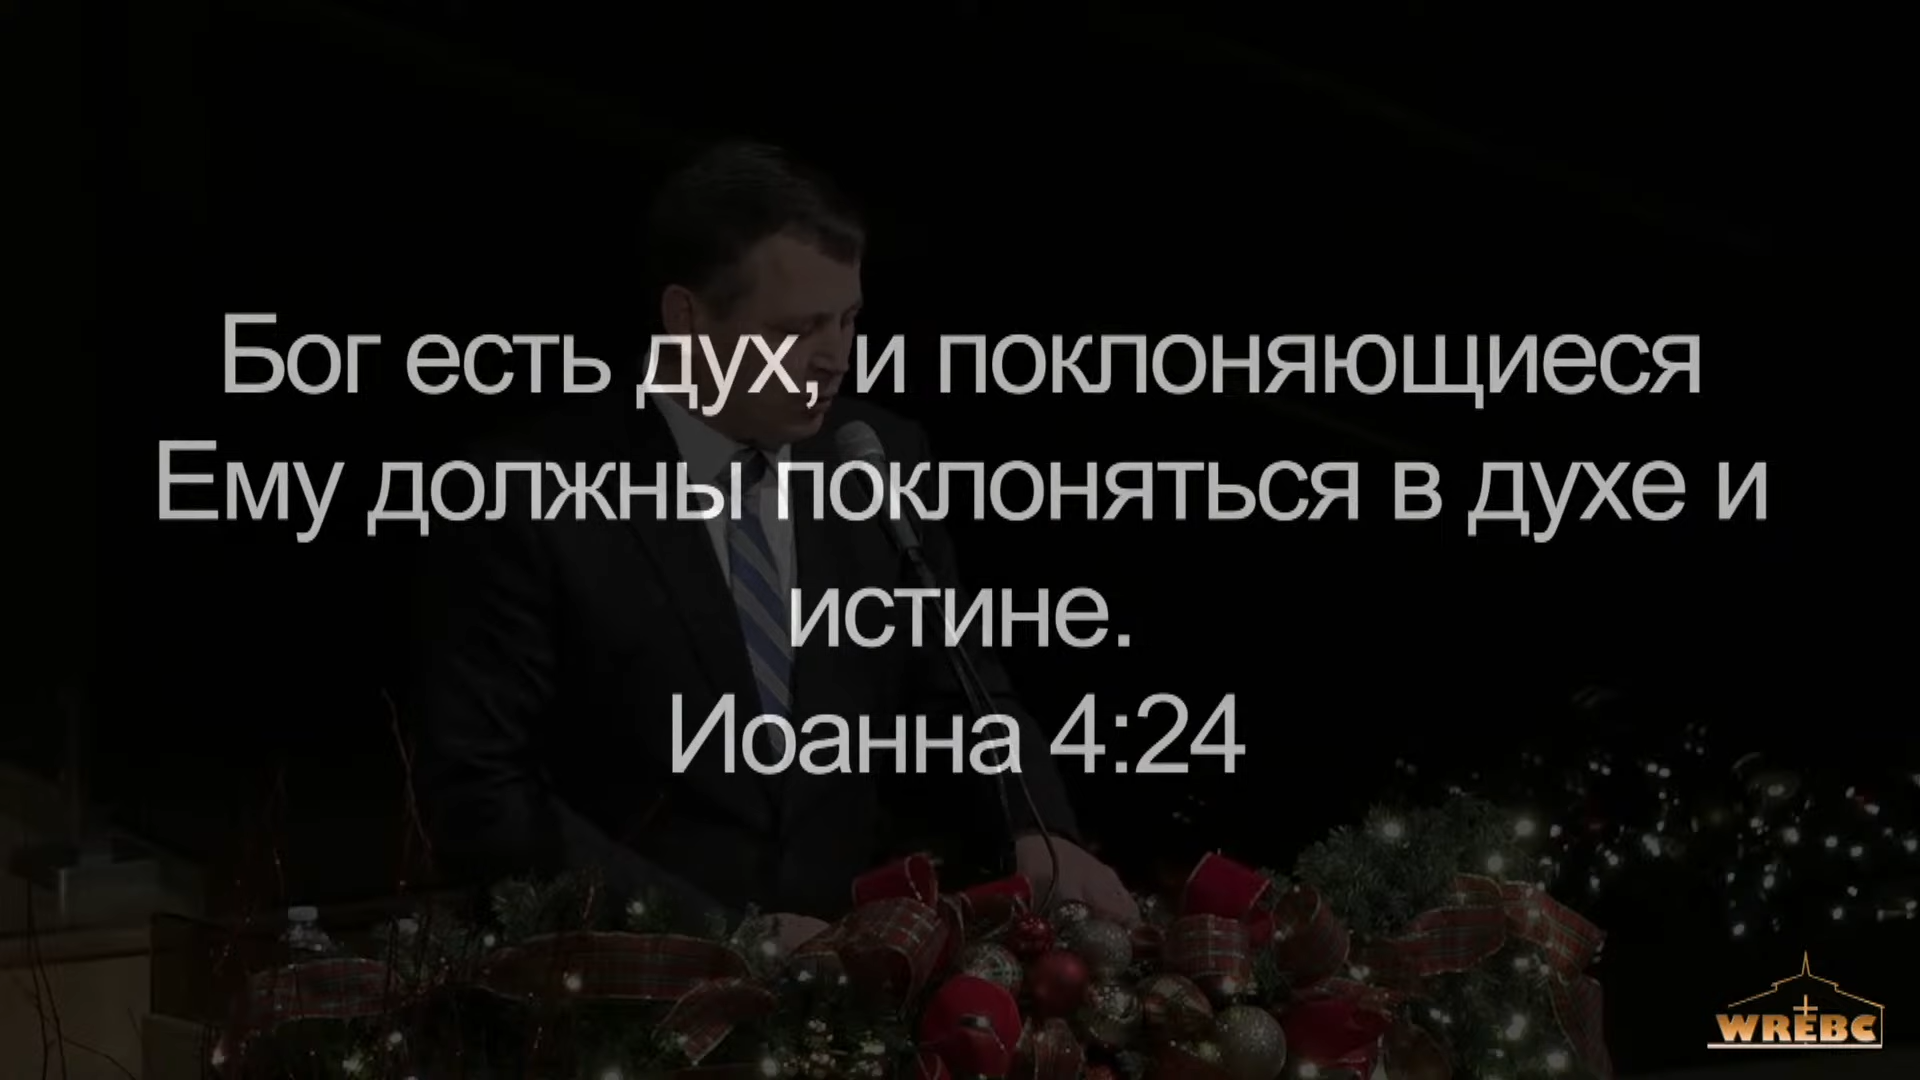 Бог есть дух, и поклоняющиеся
Ему должны поклоняться в духе и
истине.
Иоанна 4:24
WREBC